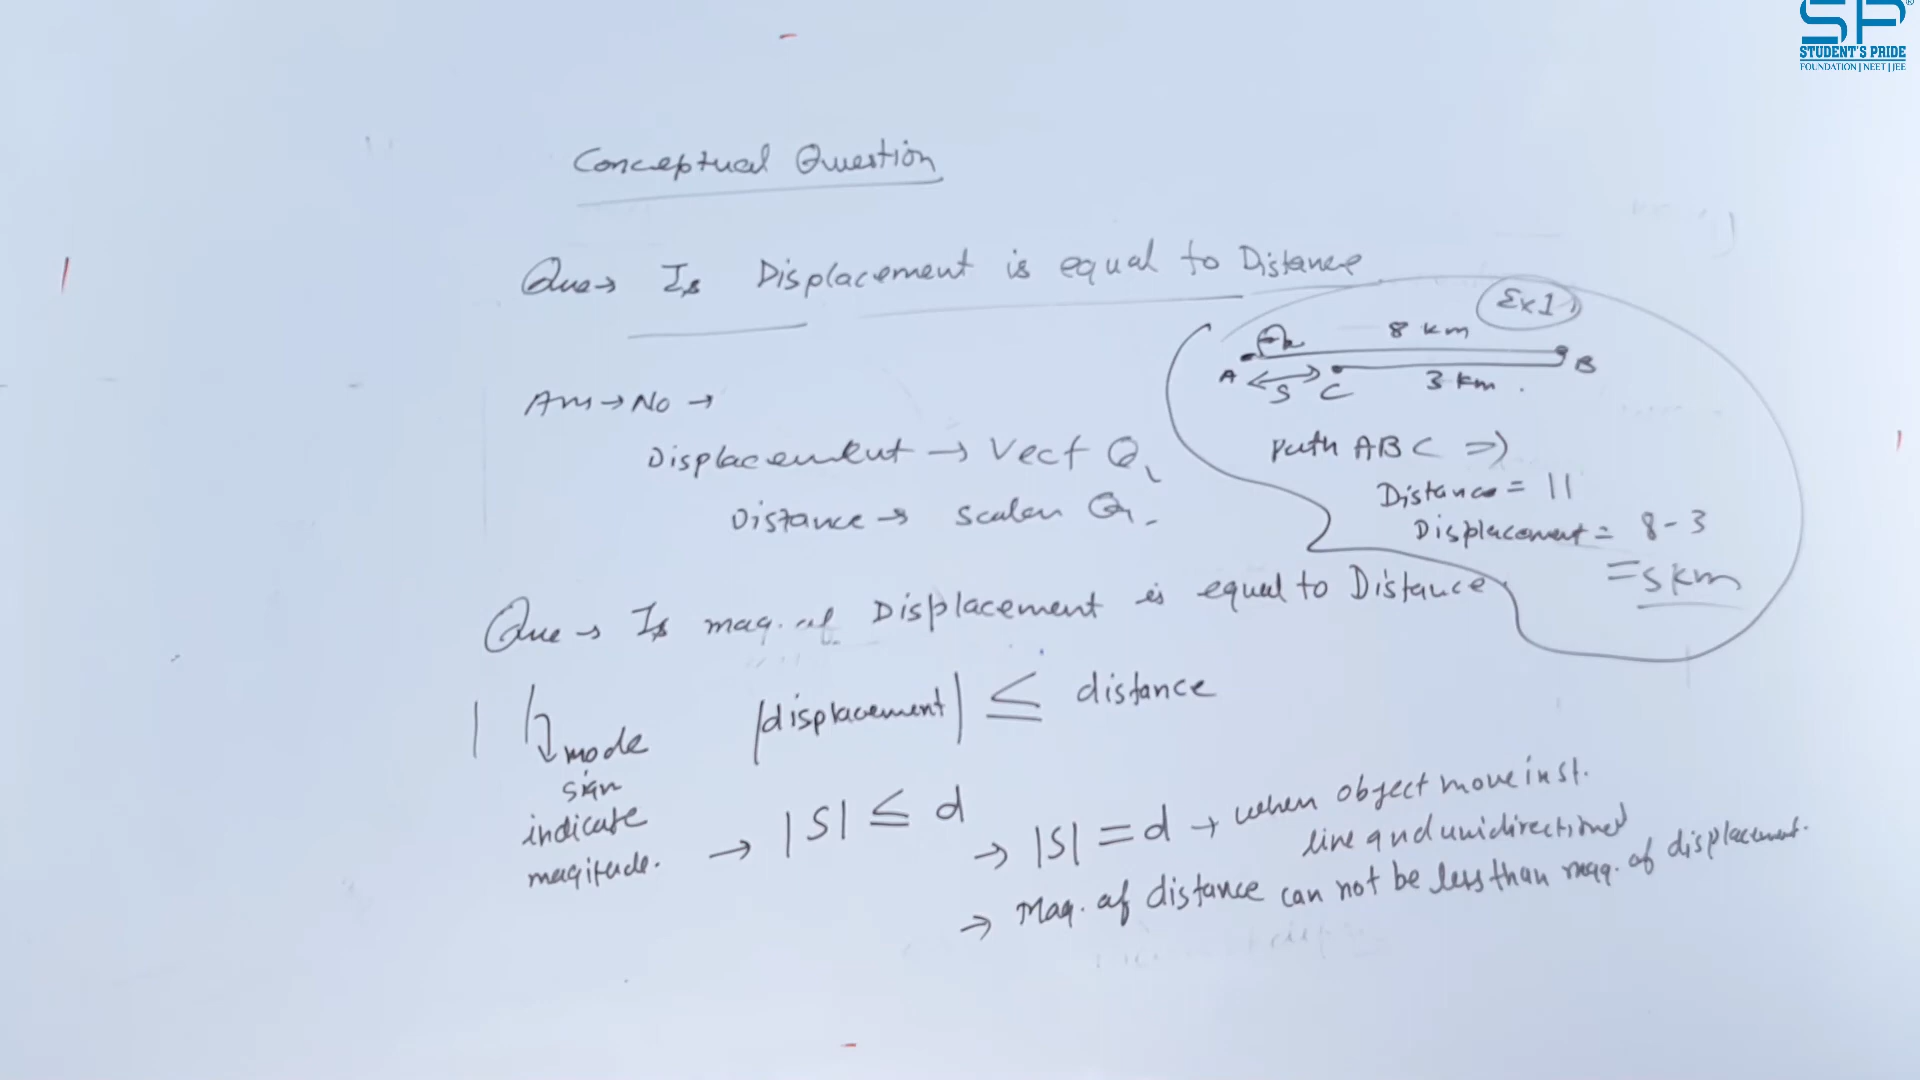 SP®
STUDENT'S PRIDE
FOUNDATION | NEET | JEE
Conceptual Question
Que→ Is Displacement is equal to Distance
Ans→No→
Displacement → Vect Q.
Distance → Scalar Q.
Ex1
8 km
A B
S C 3 km.
Path ABC ⇒)
Distance = 11
Displacement = 8-3
= 5km
Que→ Is mag. of Displacement is equal to Distance
| |
mode
sign
indicate
magitude.
|displacement| ≤ distance
→ |S| ≤ d
→ |S| = d → when object move in st.
line and unidirectional
→ Mag. of distance can not be less than mag. of displacement.